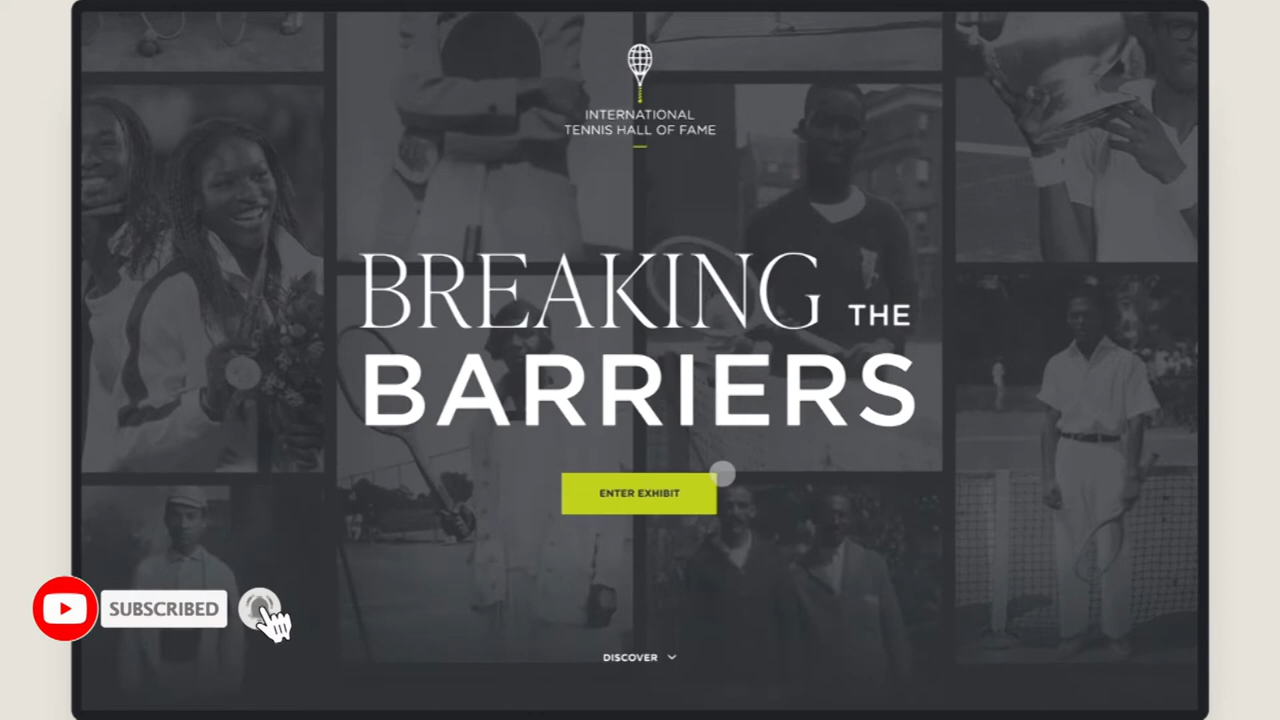 INTERNATIONAL
TENNIS HALL OF FAME
BREAKING THE
BARRIERS
ENTER EXHIBIT
SUBSCRIBED
DISCOVER